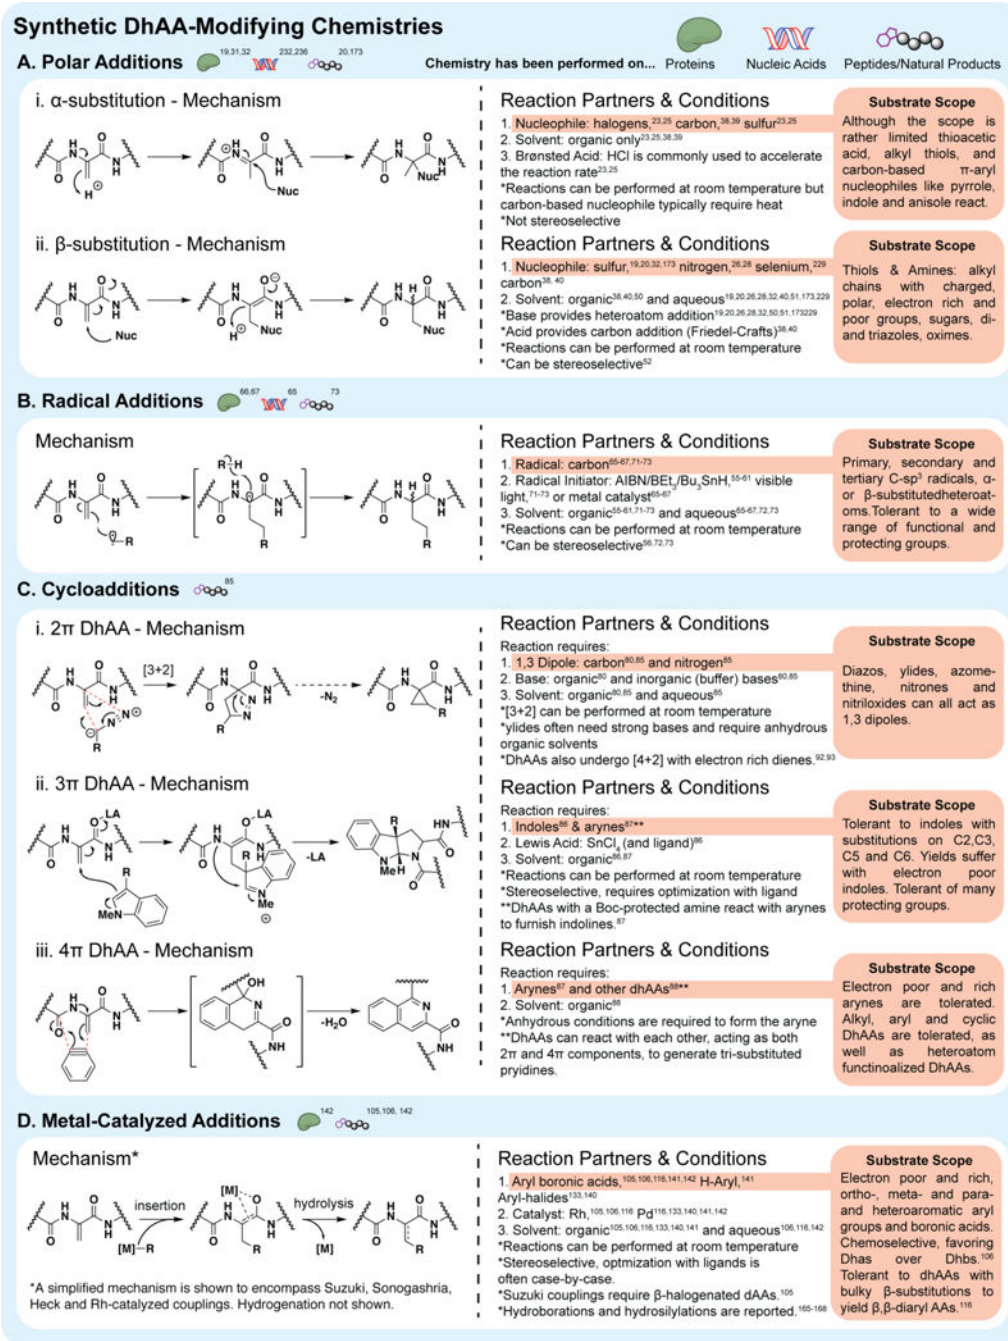 Synthetic DhAA-Modifying Chemistries
A. Polar Additions 19,31,32 232,236 20,173
Chemistry has been performed on... Proteins Nucleic Acids Peptides/Natural Products
i. α-substitution - Mechanism
O H N O H N H ⊕
O H N ⊕ O H N Nuc
O H N O H N Nuc
Reaction Partners & Conditions
1. Nucleophile: halogens,23,25 carbon,38,39 sulfur23,25
2. Solvent: organic only23,25,38,39
3. Brønsted Acid: HCl is commonly used to accelerate
the reaction rate23,25
*Reactions can be performed at room temperature but
carbon-based nucleophile typically require heat
*Not stereoselective
Substrate Scope
Although the scope is
rather limited thioacetic
acid, alkyl thiols, and
carbon-based π-aryl
nucleophiles like pyrrole,
indole and anisole react.
ii. β-substitution - Mechanism
O H N O H N Nuc
O H N O ⊖ H N H ⊕ Nuc
O H N H O H N Nuc
Reaction Partners & Conditions
1. Nucleophile: sulfur,19,20,32,173 nitrogen,26,28 selenium,229
carbon38, 40
2. Solvent: organic38,40,50 and aqueous19,20,26,28,32,40,51,173,229
*Base provides heteroatom addition19,20,26,28,32,50,51,173229
*Acid provides carbon addition (Friedel-Crafts)38,40
*Reactions can be performed at room temperature
*Can be stereoselective52
Substrate Scope
Thiols & Amines: alkyl
chains with charged,
polar, electron rich and
poor groups, sugars, di-
and triazoles, oximes.
B. Radical Additions 66,67 65 73
Mechanism
O H N O H N R
R H O H N O H N R
O H N H O H N R
Reaction Partners & Conditions
1. Radical: carbon65-67,71-73
2. Radical Initiator: AIBN/BEt3/Bu3SnH,55-61 visible
light,71-73 or metal catalyst65-67
3. Solvent: organic55-61,71-73 and aqueous65-67,72,73
*Reactions can be performed at room temperature
*Can be stereoselective56,72,73
Substrate Scope
Primary, secondary and
tertiary C-sp3 radicals, α-
or β-substitutedheteroat-
oms.Tolerant to a wide
range of functional and
protecting groups.
C. Cycloadditions 85
i. 2π DhAA - Mechanism
O H N O H N N N ⊕ ⊖ R
[3+2]
O H N O H N N N R
-N2
O H N O H N R
Reaction Partners & Conditions
Reaction requires:
1. 1,3 Dipole: carbon80,85 and nitrogen85
2. Base: organic80 and inorganic (buffer) bases80,85
3. Solvent: organic80,85 and aqueous85
*[3+2] can be performed at room temperature
*ylides often need strong bases and require anhydrous
organic solvents
*DhAAs also undergo [4+2] with electron rich dienes.92,93
Substrate Scope
Diazos, ylides, azome-
thine, nitrones and
nitriloxides can all act as
1,3 dipoles.
ii. 3π DhAA - Mechanism
O H N O LA H N R MeN
O H N O LA H N R N Me ⊕
-LA
R O HN N MeN H O
Reaction Partners & Conditions
Reaction requires:
1. Indoles86 & arynes87**
2. Lewis Acid: SnCl4 (and ligand)86
3. Solvent: organic86,87
*Reactions can be performed at room temperature
*Stereoselective, requires optimization with ligand
**DhAAs with a Boc-protected amine react with arynes
to furnish indolines.87
Substrate Scope
Tolerant to indoles with
substitutions on C2,C3,
C5 and C6. Yields suffer
with electron poor
indoles. Tolerant of many
protecting groups.
iii. 4π DhAA - Mechanism
O H N O H N
OH N O NH
-H2O
N O NH
Reaction Partners & Conditions
Reaction requires:
1. Arynes87 and other dhAAs88**
2. Solvent: organic88
*Anhydrous conditions are required to form the aryne
**DhAAs can react with each other, acting as both
2π and 4π components, to generate tri-substituted
pryidines.
Substrate Scope
Electron poor and rich
arynes are tolerated.
Alkyl, aryl and cyclic
DhAAs are tolerated, as
well as heteroatom
functinoalized DhAAs.
D. Metal-Catalyzed Additions 142 105,106, 142
Mechanism*
O H N O H N
insertion
[M]–R
[M] O H N O H N R
hydrolysis
[M]
O H N O H N R
*A simplified mechanism is shown to encompass Suzuki, Sonogashria,
Heck and Rh-catalyzed couplings. Hydrogenation not shown.
Reaction Partners & Conditions
1. Aryl boronic acids,105,106,116,141,142 H-Aryl,141
Aryl-halides133,140
2. Catalyst: Rh,105,106,116 Pd116,133,140,141,142
3. Solvent: organic105,106,116,133,140,141 and aqueous106,116,142
*Reactions can be performed at room temperature
*Stereoselective, optmization with ligands is
often case-by-case.
*Suzuki couplings require β-halogenated dAAs.105
*Hydroborations and hydrosilylations are reported.165-168
Substrate Scope
Electron poor and rich,
ortho-, meta- and para-
and heteroaromatic aryl
groups and boronic acids.
Chemoselective, favoring
Dhas over Dhbs.106
Tolerant to dhAAs with
bulky β-substitutions to
yield β,β-diaryl AAs.116